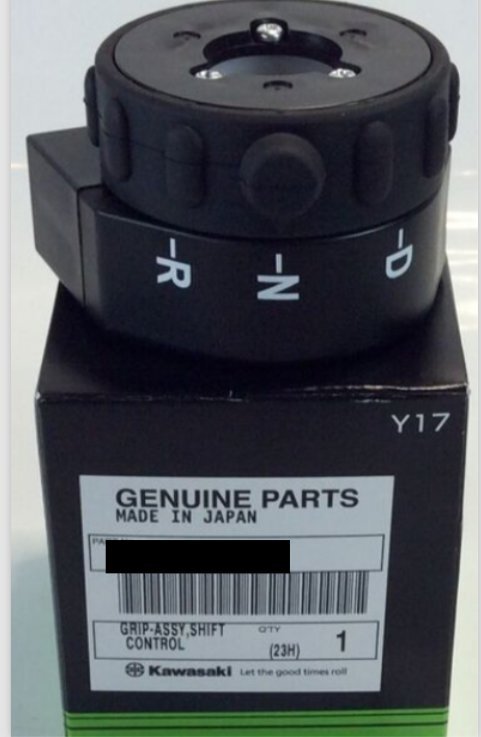 -R
-N
-D
Y17
GENUINE PARTS
MADE IN JAPAN
GRIP-ASSY,SHIFT
CONTROL
Q'TY
(23H)
1
Kawasaki Let the good times roll